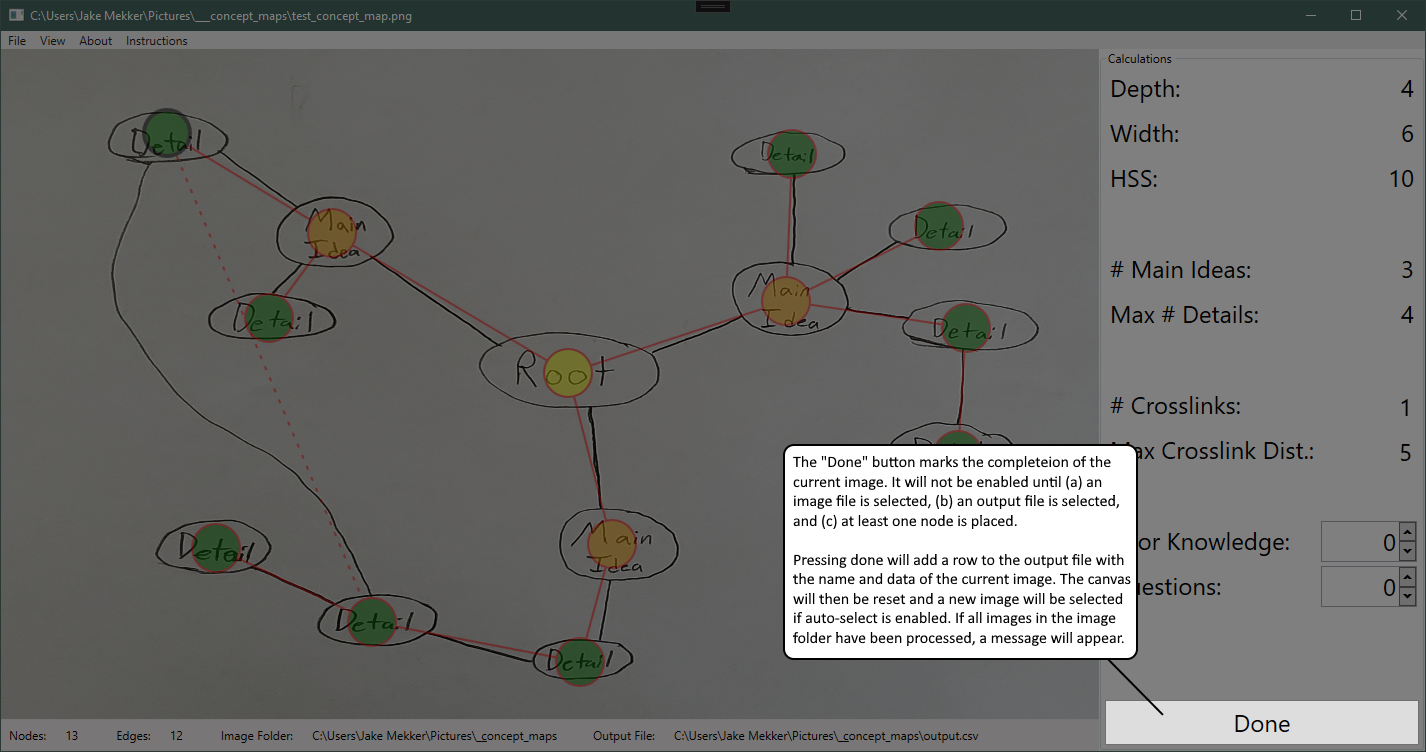 C:\Users\Jake Mekker\Pictures\__concept_maps\test_concept_map.png
File View About Instructions
Calculations
Depth: 4
Width: 6
HSS: 10
# Main Ideas: 3
Max # Details: 4
# Crosslinks: 1
Max Crosslink Dist.: 5
or Knowledge: 0
estions: 0
Done
Detail
Detail
Main
Idea
Detail
Main
Idea
Detail
Detail
Root
Detail
Main
Idea
Detail
Detail
Detail
The "Done" button marks the completeion of the
current image. It will not be enabled until (a) an
image file is selected, (b) an output file is selected,
and (c) at least one node is placed.
Pressing done will add a row to the output file with
the name and data of the current image. The canvas
will then be reset and a new image will be selected
if auto-select is enabled. If all images in the image
folder have been processed, a message will appear.
Nodes: 13 Edges: 12 Image Folder: C:\Users\Jake Mekker\Pictures\_concept_maps Output File: C:\Users\Jake Mekker\Pictures\_concept_maps\output.csv